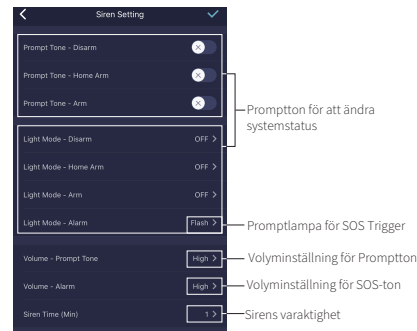 Siren Setting
Prompt Tone - Disarm
Prompt Tone - Home Arm
Prompt Tone - Arm
Promptton för att ändra
systemstatus
Light Mode - Disarm OFF
Light Mode - Home Arm OFF
Light Mode - Arm OFF
Light Mode - Alarm Flash
Promptlampa för SOS Trigger
Volume - Prompt Tone High
Volyminställning för Promptton
Volume - Alarm High
Volyminställning för SOS-ton
Siren Time (Min) 1
Sirens varaktighet